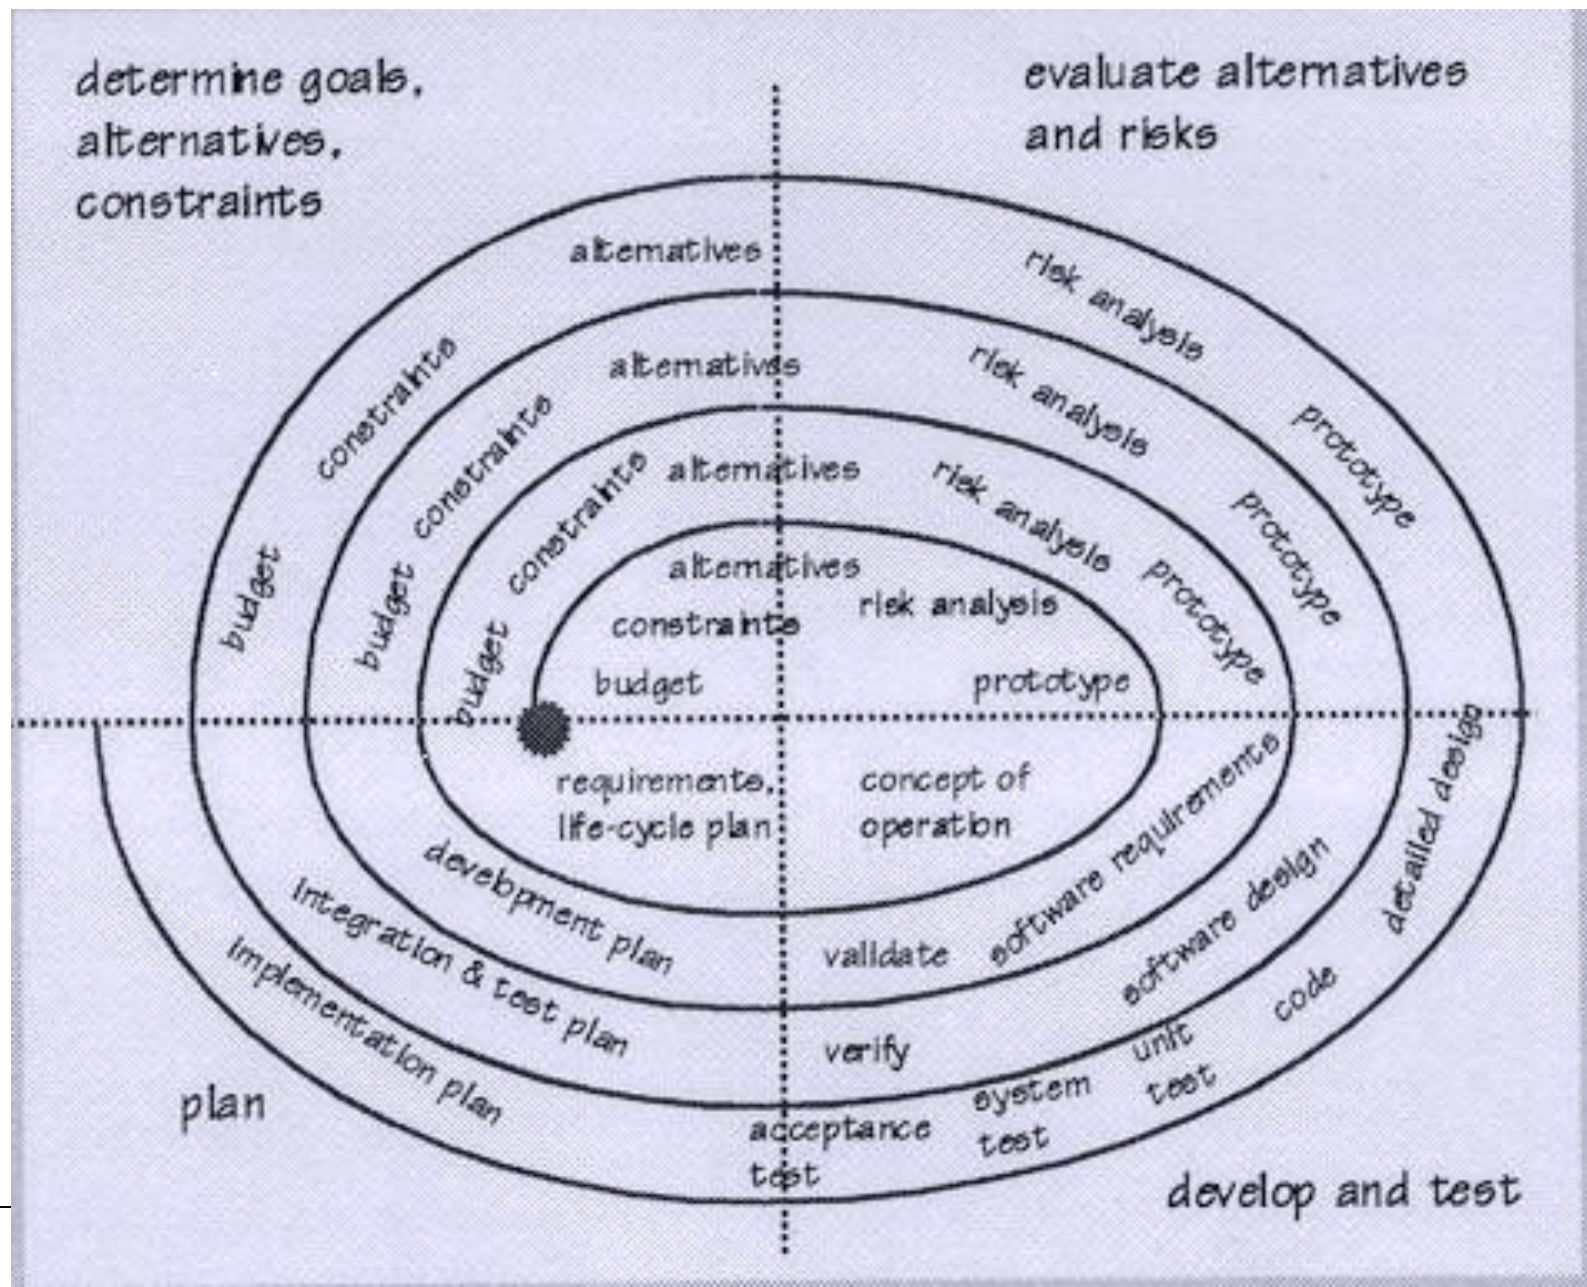 determine goals,
alternatives,
constraints
evaluate alternatives
and risks
alternatives
constraints
budget
risk analysis
prototype
alternatives
constraints
budget
risk analysis
prototype
alternatives
constraints
budget
risk analysis
prototype
alternatives
constraints
budget
risk analysis
prototype
requirements,
life-cycle plan
concept of
operation
development plan
validate
software requirements
integration & test plan
verify
software design
implementation plan
acceptance
test
system
test
unit
test
code
detailed design
plan
develop and test